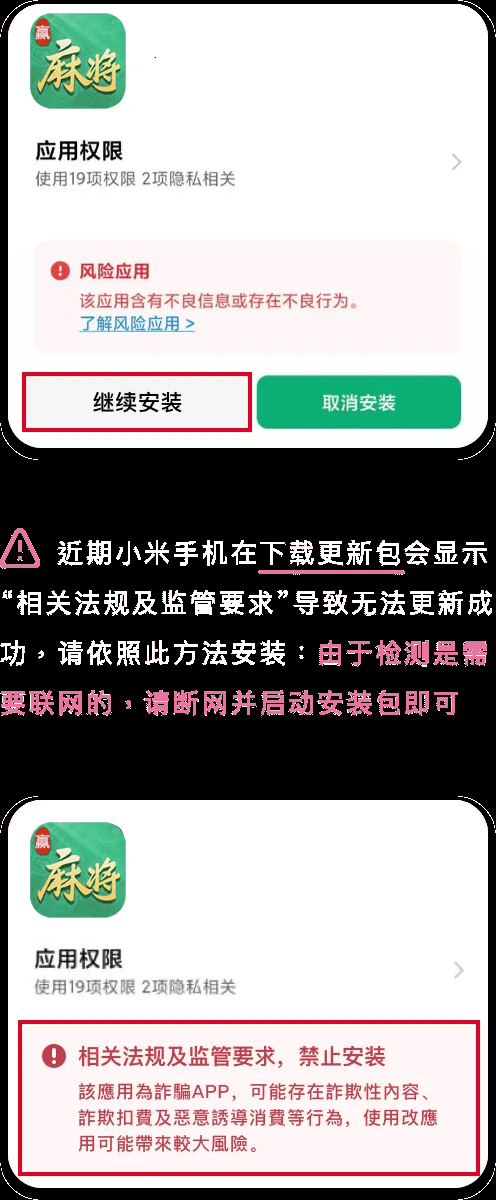 赢
麻将
应用权限
使用19项权限 2项隐私相关
风险应用
该应用含有不良信息或存在不良行为。
了解风险应用 >
继续安装
取消安装
近期小米手机在下载更新包会显示
“相关法规及监管要求”导致无法更新成
功，请依照此方法安装：由于检测是需
要联网的，请断网并启动安装包即可
赢
麻将
应用权限
使用19项权限 2项隐私相关
相关法规及监管要求，禁止安装
該應用為詐騙APP，可能存在詐欺性內容、
詐欺扣費及惡意誘導消費等行為，使用改應
用可能帶來較大風險。